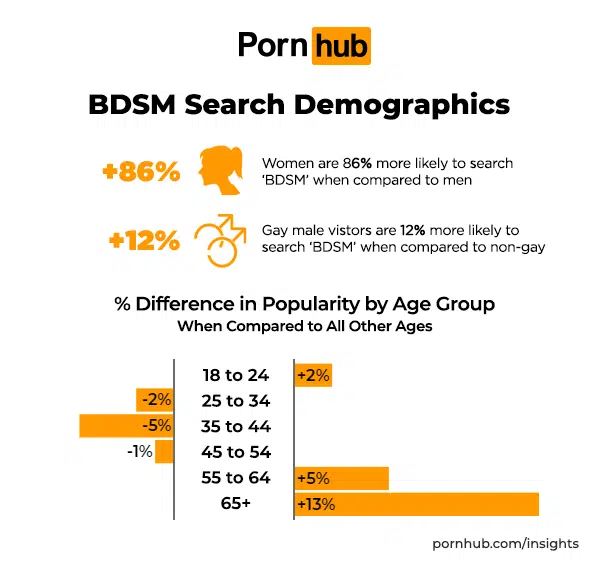 Porn hub
BDSM Search Demographics
+86%
Women are 86% more likely to search
‘BDSM’ when compared to men
+12%
Gay male vistors are 12% more likely to
search ‘BDSM’ when compared to non-gay
% Difference in Popularity by Age Group
When Compared to All Other Ages
18 to 24 +2%
-2% 25 to 34
-5% 35 to 44
-1% 45 to 54
55 to 64 +5%
65+ +13%
pornhub.com/insights